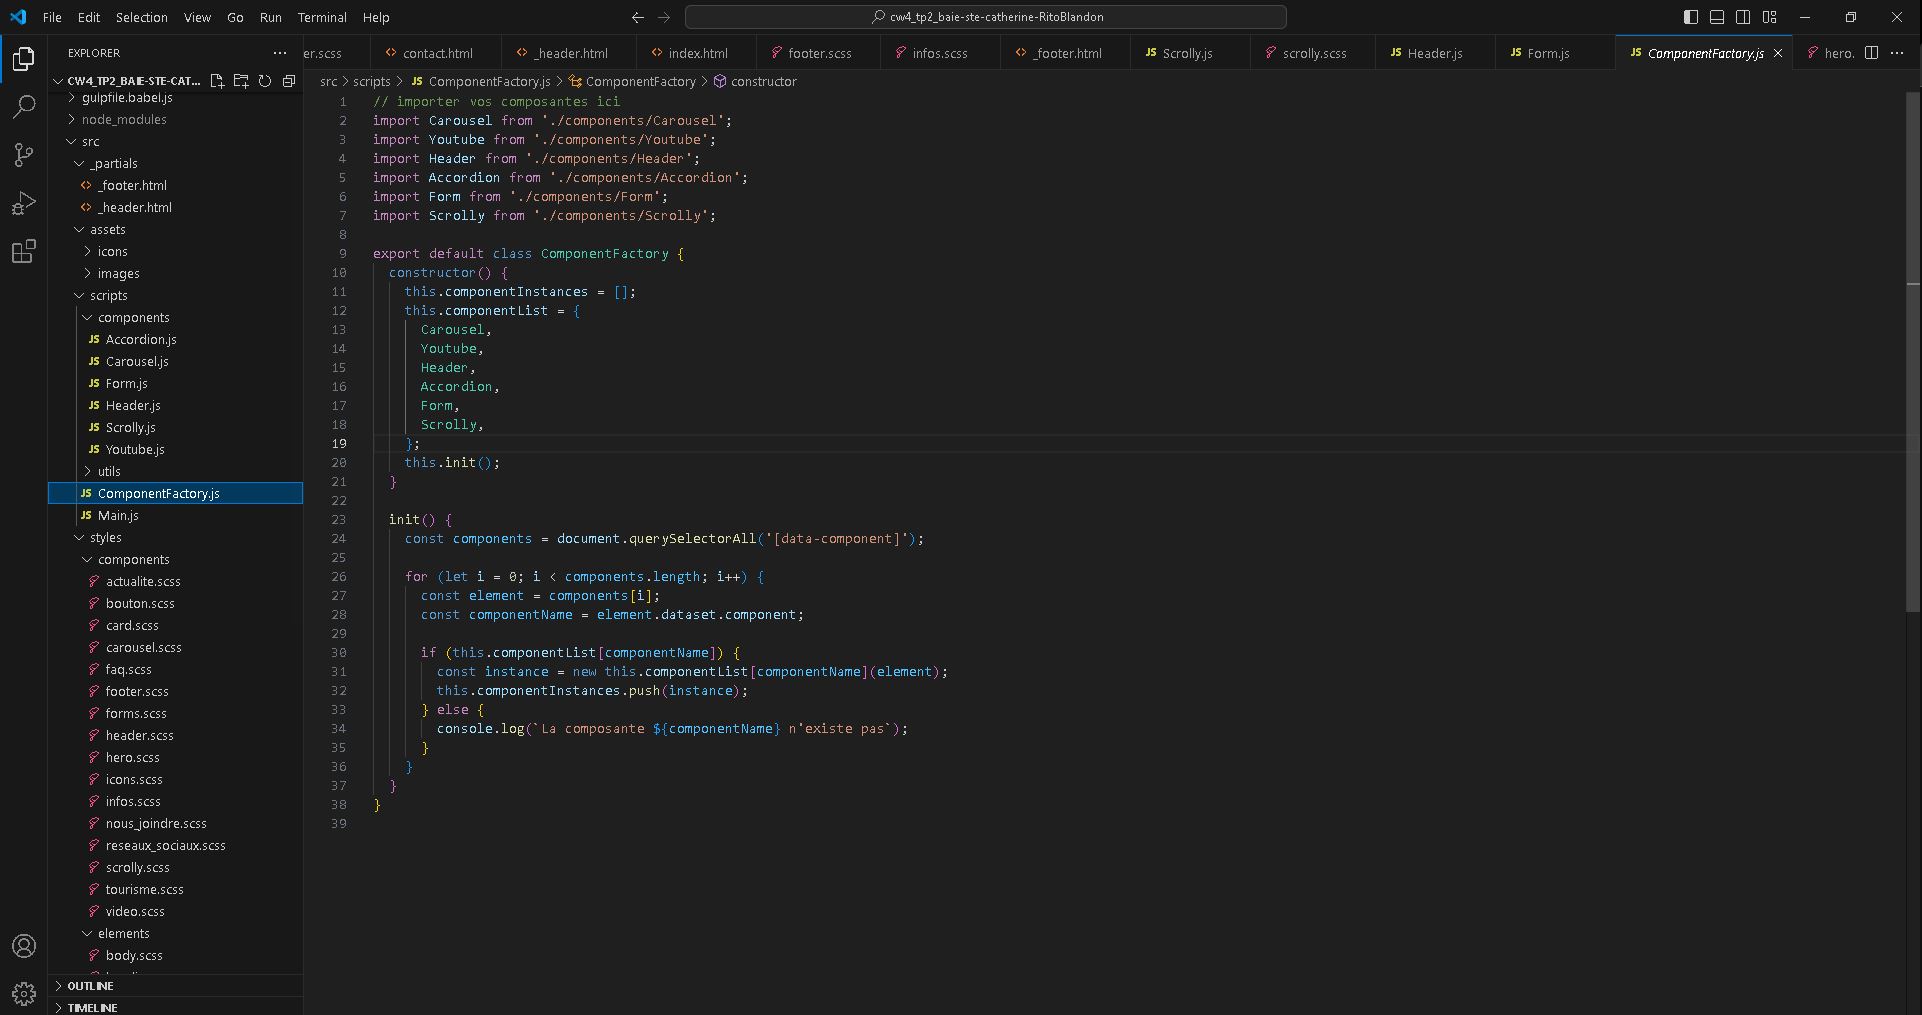 File Edit Selection View Go Run Terminal Help
cw4_tp2_baie-ste-catherine-RitoBlandon
EXPLORER
er.scss contact.html _header.html index.html footer.scss infos.scss _footer.html Scrolly.js scrolly.scss Header.js Form.js ComponentFactory.js hero.
CW4_TP2_BAIE-STE-CAT...
gulpfile.babel.js
node_modules
src
_partials
_footer.html
_header.html
assets
icons
images
scripts
components
Accordion.js
Carousel.js
Form.js
Header.js
Scrolly.js
Youtube.js
utils
ComponentFactory.js
Main.js
styles
components
actualite.scss
bouton.scss
card.scss
carousel.scss
faq.scss
footer.scss
forms.scss
header.scss
hero.scss
icons.scss
infos.scss
nous_joindre.scss
reseaux_sociaux.scss
scrolly.scss
tourisme.scss
video.scss
elements
body.scss
OUTLINE
TIMELINE
src > scripts > JS ComponentFactory.js > ComponentFactory > constructor
1 // importer vos composantes ici
2 import Carousel from './components/Carousel';
3 import Youtube from './components/Youtube';
4 import Header from './components/Header';
5 import Accordion from './components/Accordion';
6 import Form from './components/Form';
7 import Scrolly from './components/Scrolly';
8
9 export default class ComponentFactory {
10 constructor() {
11 this.componentInstances = [];
12 this.componentList = {
13 Carousel,
14 Youtube,
15 Header,
16 Accordion,
17 Form,
18 Scrolly,
19 };
20 this.init();
21 }
22
23 init() {
24 const components = document.querySelectorAll('[data-component]');
25
26 for (let i = 0; i < components.length; i++) {
27 const element = components[i];
28 const componentName = element.dataset.component;
29
30 if (this.componentList[componentName]) {
31 const instance = new this.componentList[componentName](element);
32 this.componentInstances.push(instance);
33 } else {
34 console.log(`La composante ${componentName} n'existe pas`);
35 }
36 }
37 }
38 }
39